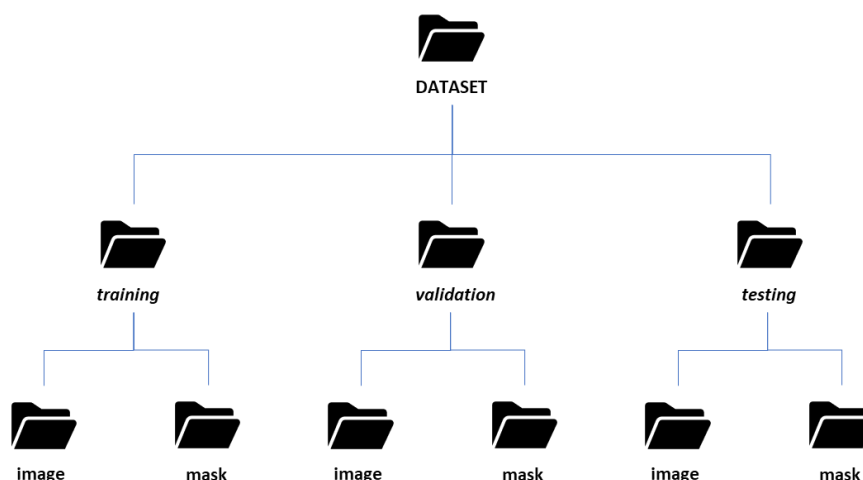 DATASET
training validation testing
image mask image mask image mask